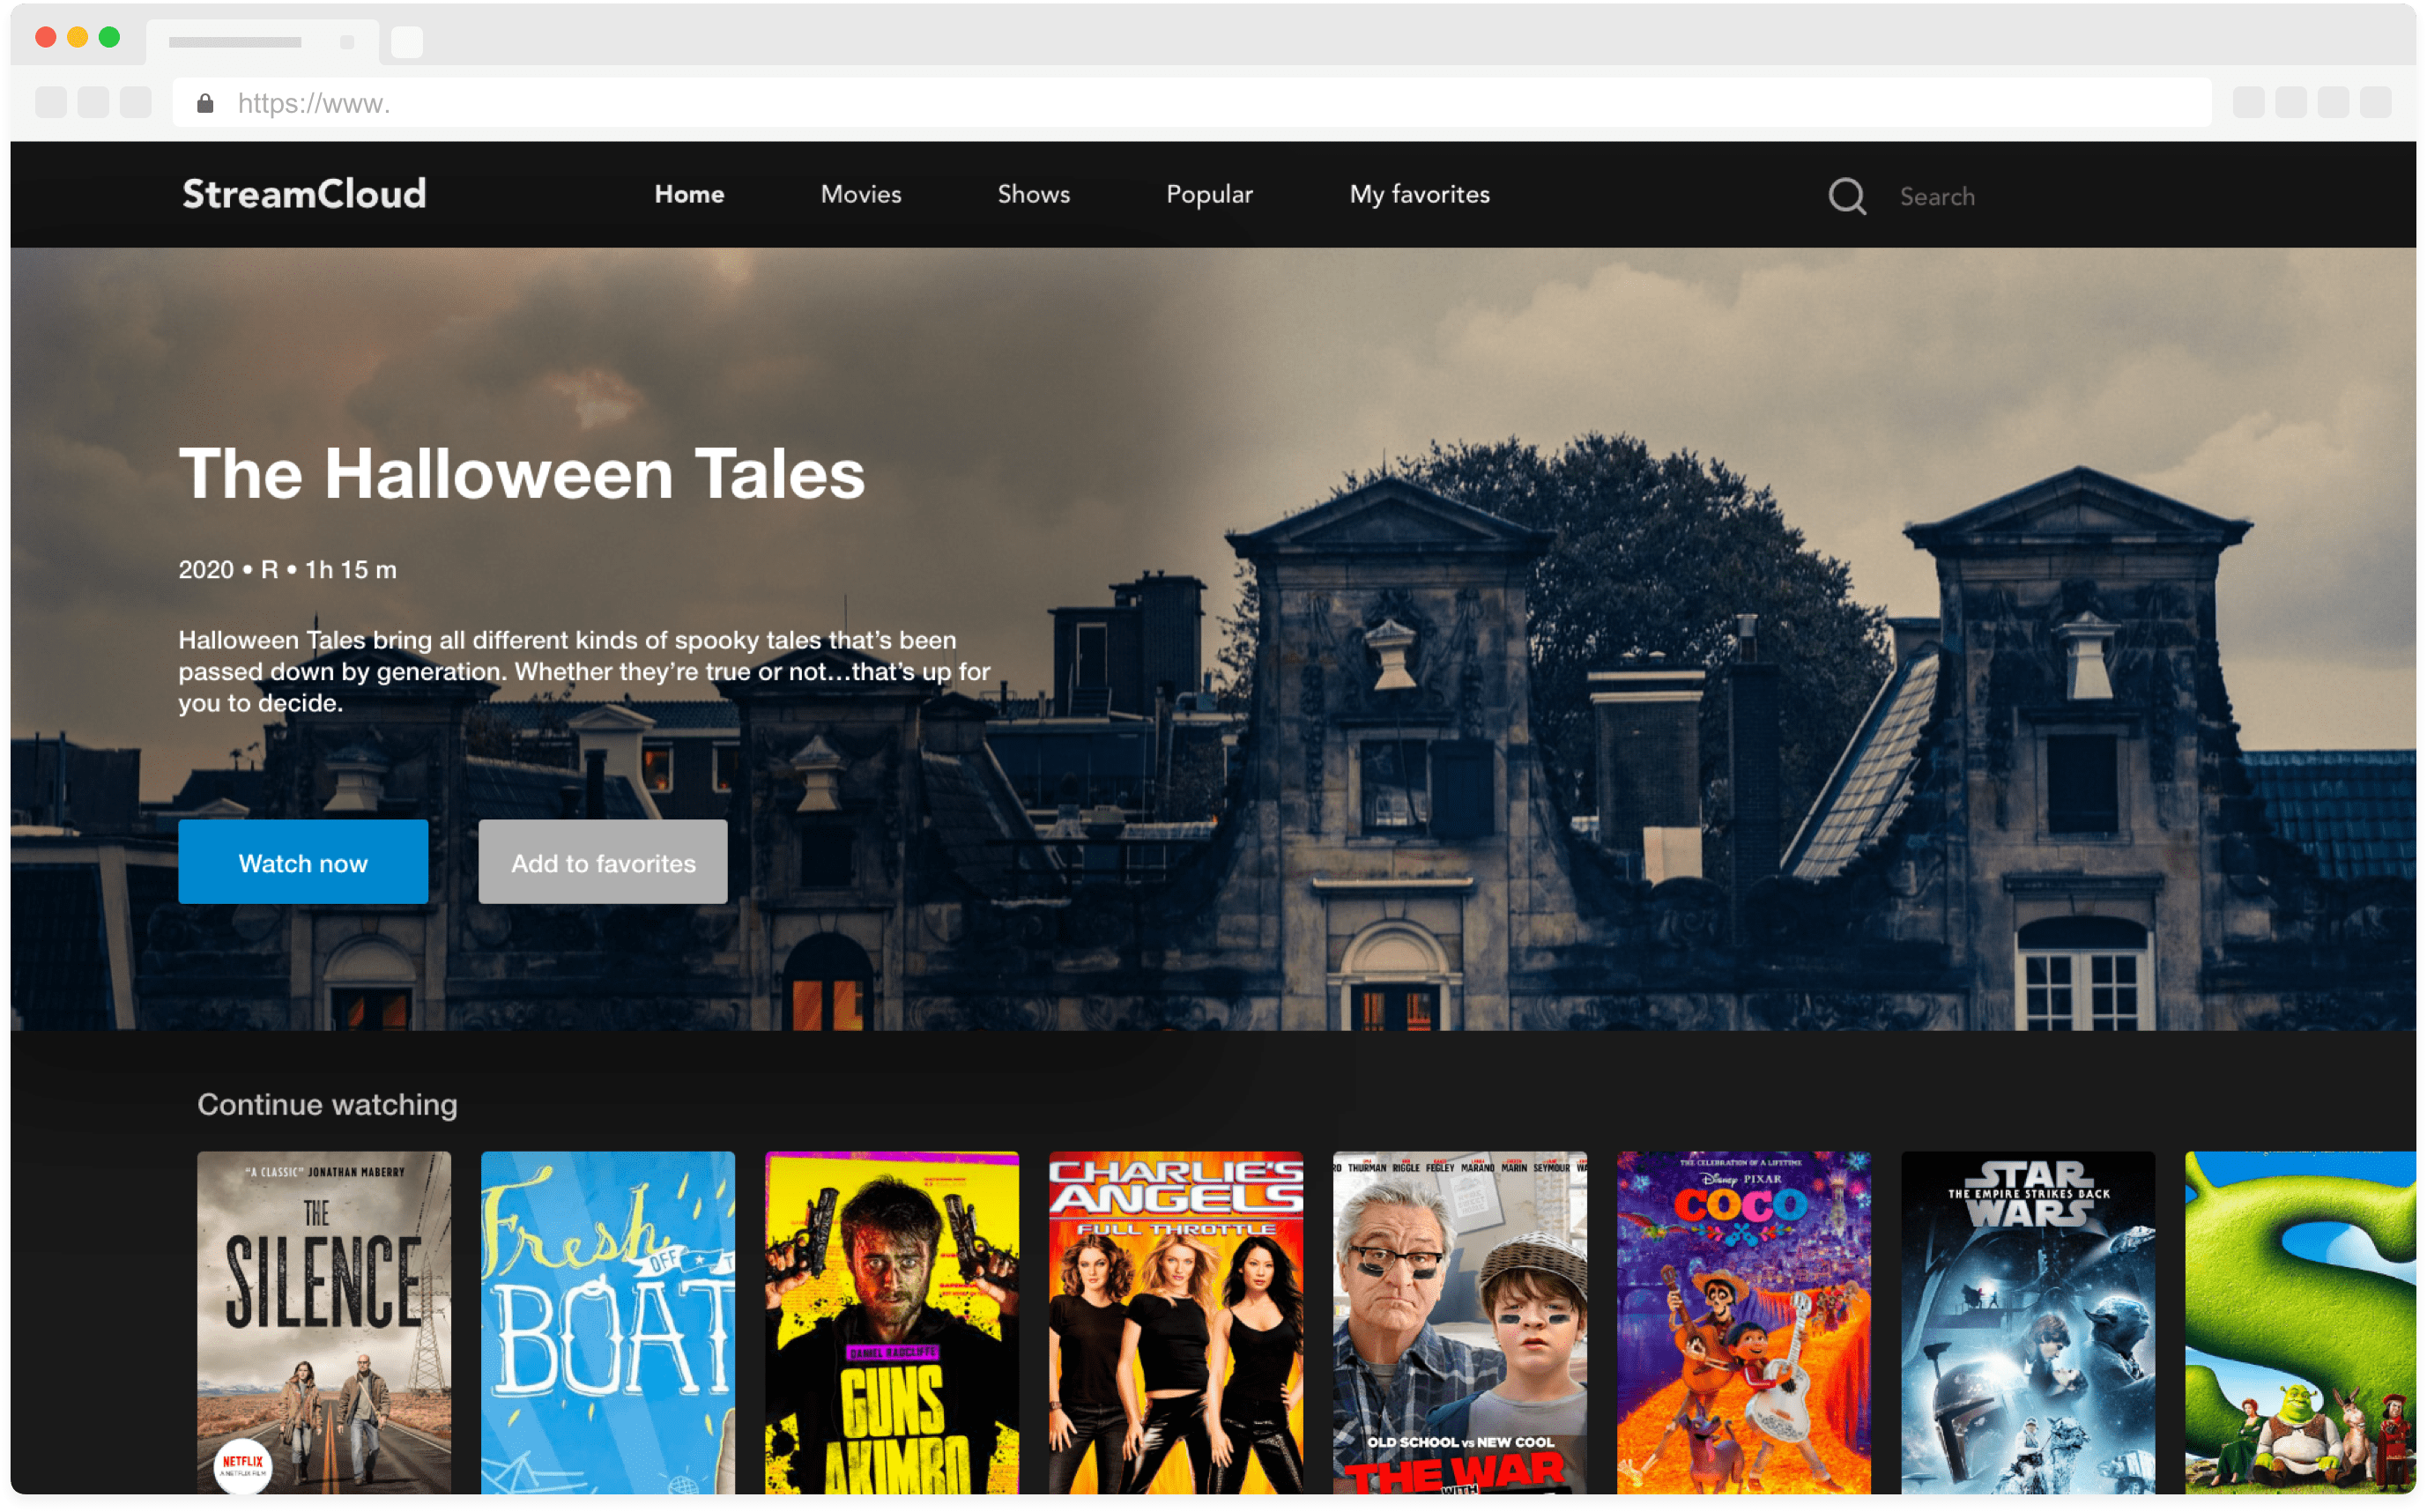 https://www.
StreamCloud
Home
Movies
Shows
Popular
My favorites
Search
The Halloween Tales
2020 • R • 1h 15 m
Halloween Tales bring all different kinds of spooky tales that’s been
passed down by generation. Whether they’re true or not...that’s up for
you to decide.
Watch now
Add to favorites
Continue watching
“A CLASSIC” JONATHAN MABERRY
THE
SILENCE
NETFLIX
A NETFLIX FILM
Fresh
OFF
BOAT
DANIEL RADCLIFFE
GUNS
AKIMBO
CHARLIE'S
ANGELS
FULL THROTTLE
THURMAN RIGGLE FEGLEY MARANO MARIN SEYMOUR
OLD SCHOOL vs NEW COOL
THE WAR
WITH
THE CELEBRATION OF A LIFETIME
Disney PIXAR
COCO
STAR
THE EMPIRE STRIKES BACK
WARS